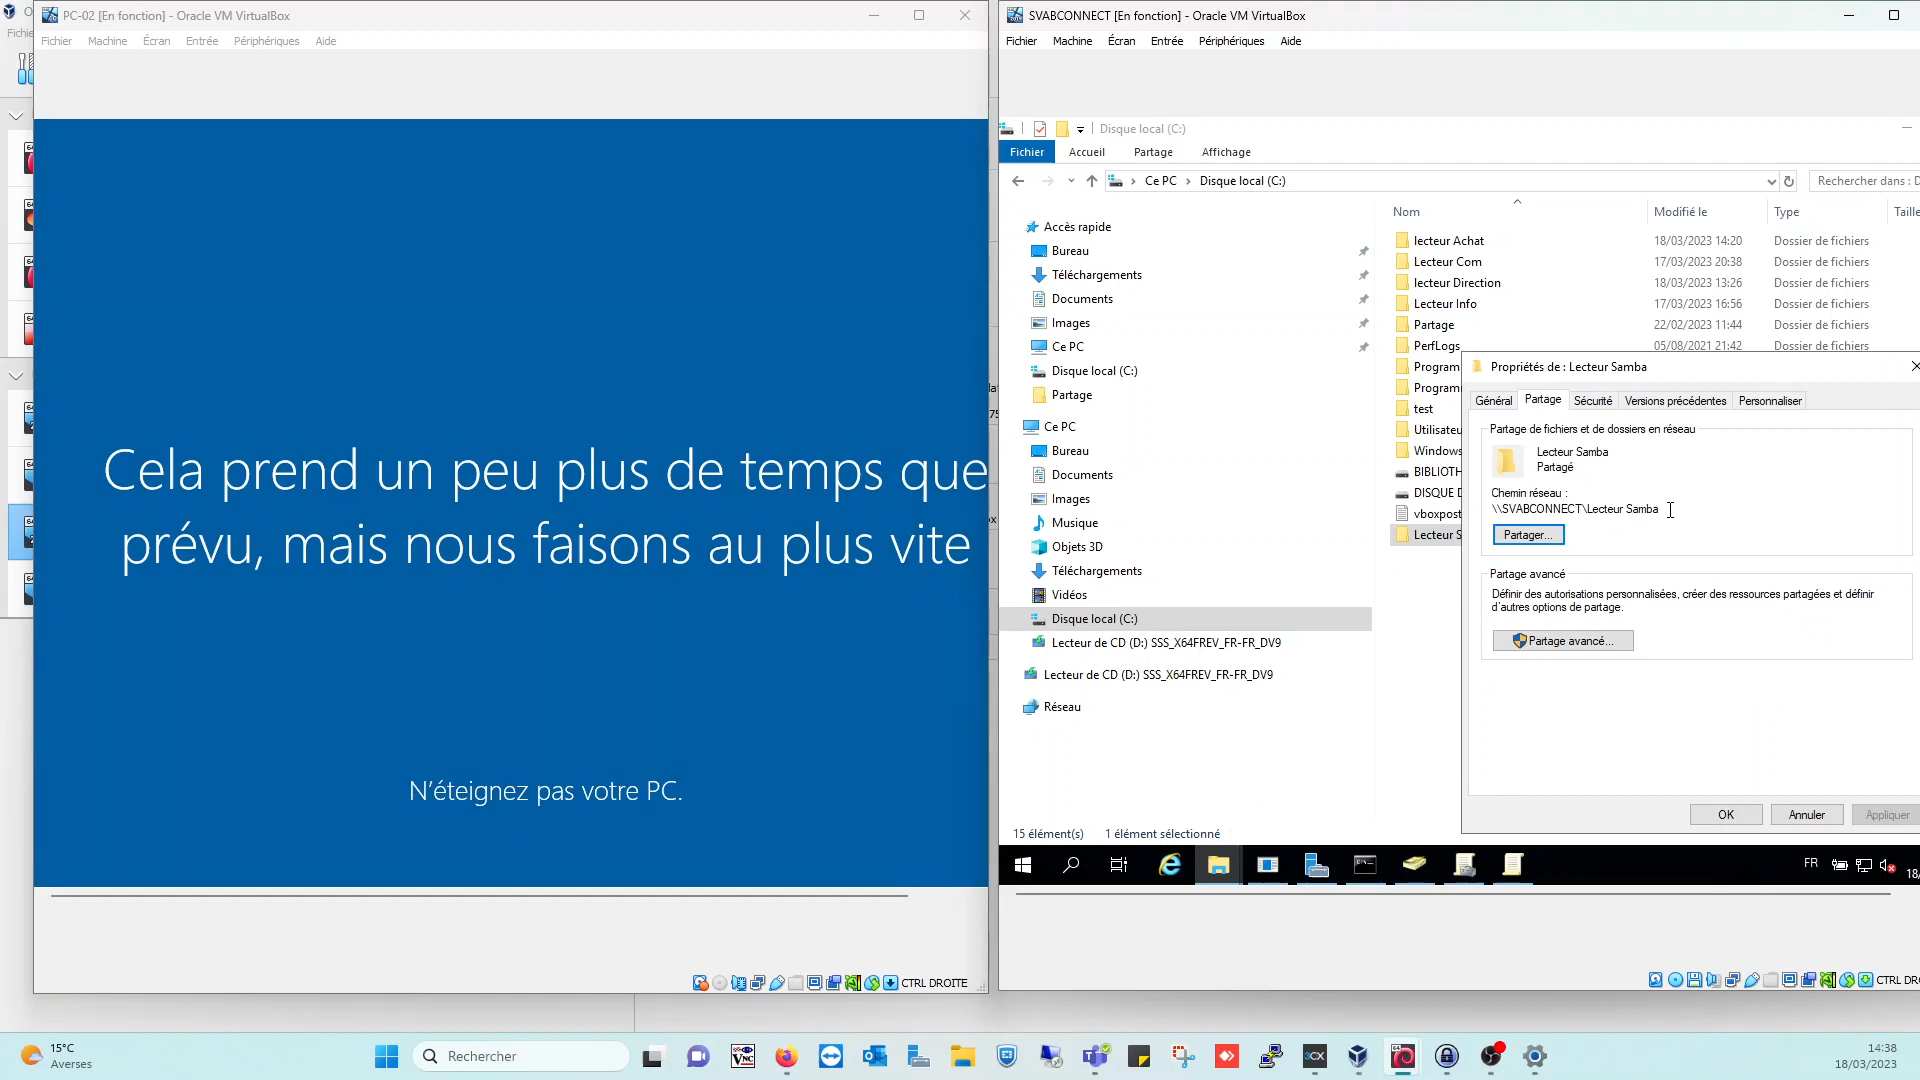 PC-02 [En fonction] - Oracle VM VirtualBox
Fichier Machine Écran Entrée Périphériques Aide
Cela prend un peu plus de temps que
prévu, mais nous faisons au plus vite
N’éteignez pas votre PC.
CTRL DROITE
SVABCONNECT [En fonction] - Oracle VM VirtualBox
Fichier Machine Écran Entrée Périphériques Aide
Disque local (C:)
Fichier Accueil Partage Affichage
Ce PC Disque local (C:)
Rechercher dans : D
Accès rapide
Bureau
Téléchargements
Documents
Images
Ce PC
Disque local (C:)
Partage
Ce PC
Bureau
Documents
Images
Musique
Objets 3D
Téléchargements
Vidéos
Disque local (C:)
Lecteur de CD (D:) SSS_X64FREV_FR-FR_DV9
Lecteur de CD (D:) SSS_X64FREV_FR-FR_DV9
Réseau
Nom Modifié le Type Taille
lecteur Achat 18/03/2023 14:20 Dossier de fichiers
Lecteur Com 17/03/2023 20:38 Dossier de fichiers
lecteur Direction 18/03/2023 13:26 Dossier de fichiers
Lecteur Info 17/03/2023 16:56 Dossier de fichiers
Partage 22/02/2023 11:44 Dossier de fichiers
PerfLogs 05/08/2021 21:42 Dossier de fichiers
Program
Program
test
Utilisateu
Windows
BIBLIOTH
DISQUE D
vboxpost
Lecteur S
Propriétés de : Lecteur Samba
Général Partage Sécurité Versions précédentes Personnaliser
Partage de fichiers et de dossiers en réseau
Lecteur Samba
Partagé
Chemin réseau :
\\SVABCONNECT\Lecteur Samba
Partager...
Partage avancé
Définir des autorisations personnalisées, créer des ressources partagées et définir
d'autres options de partage.
Partage avancé...
OK Annuler Appliquer
15 élément(s) 1 élément sélectionné
FR
18/
CTRL DRO
15°C
Averses
Rechercher
3CX
14:38
18/03/2023